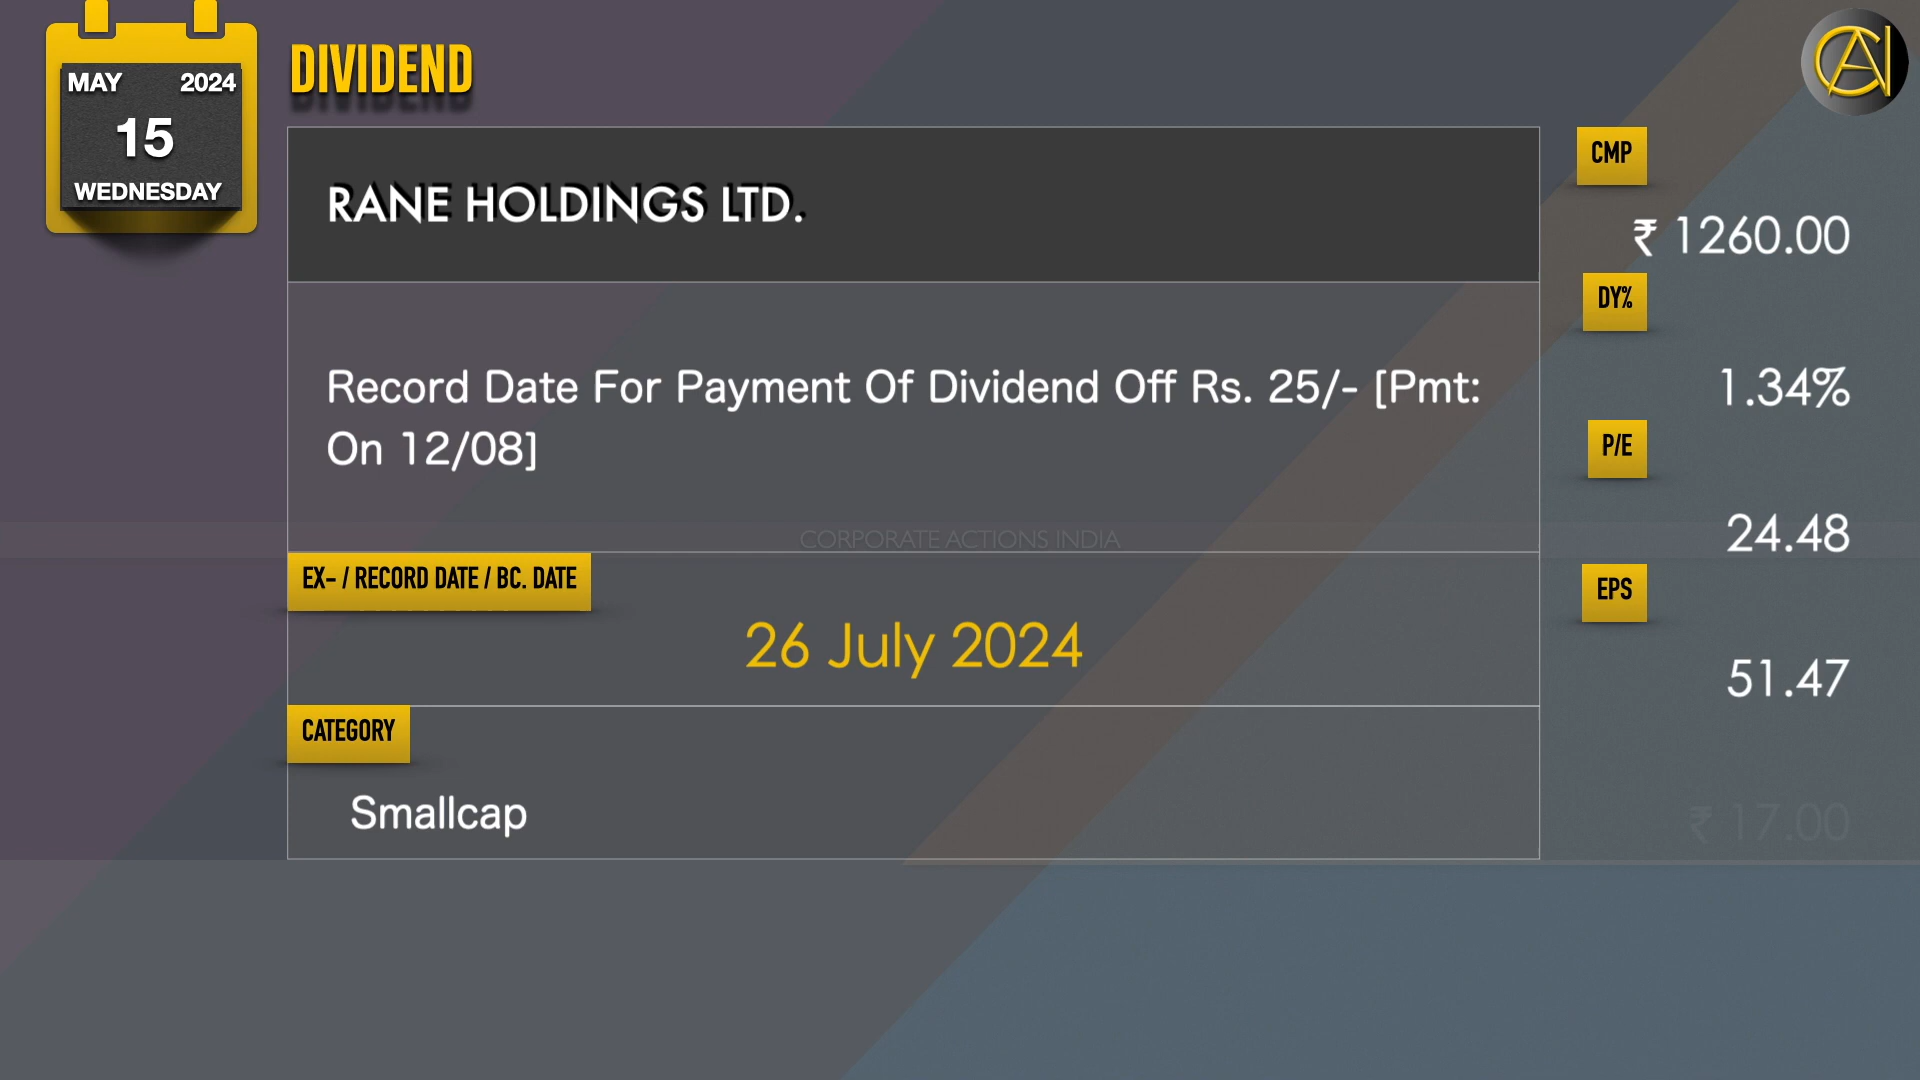 MAY 2024
15
WEDNESDAY
DIVIDEND
CAI
RANE HOLDINGS LTD.
Record Date For Payment Of Dividend Off Rs. 25/- [Pmt:
On 12/08]
CORPORATE ACTIONS INDIA
EX- / RECORD DATE / BC. DATE
26 July 2024
CATEGORY
Smallcap
CMP
₹ 1260.00
DY%
1.34%
P/E
24.48
EPS
51.47
₹ 17.00